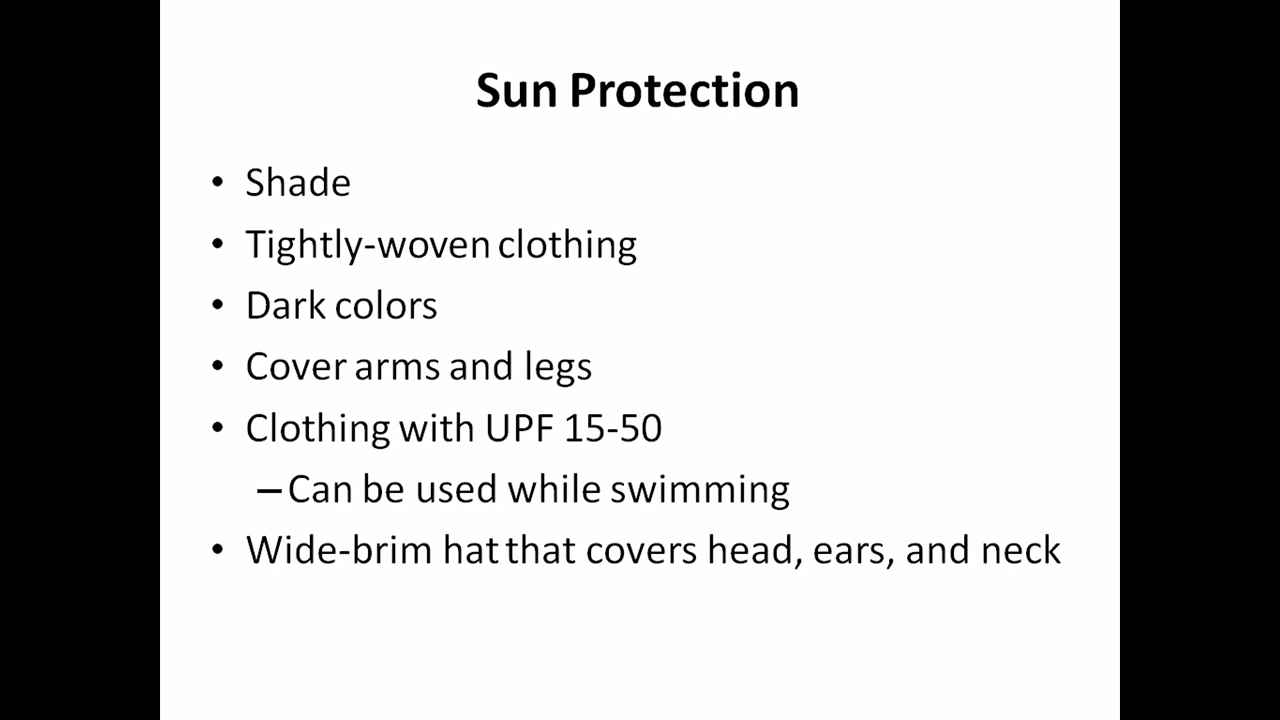 Sun Protection
• Shade
• Tightly-woven clothing
• Dark colors
• Cover arms and legs
• Clothing with UPF 15-50
–Can be used while swimming
• Wide-brim hat that covers head, ears, and neck